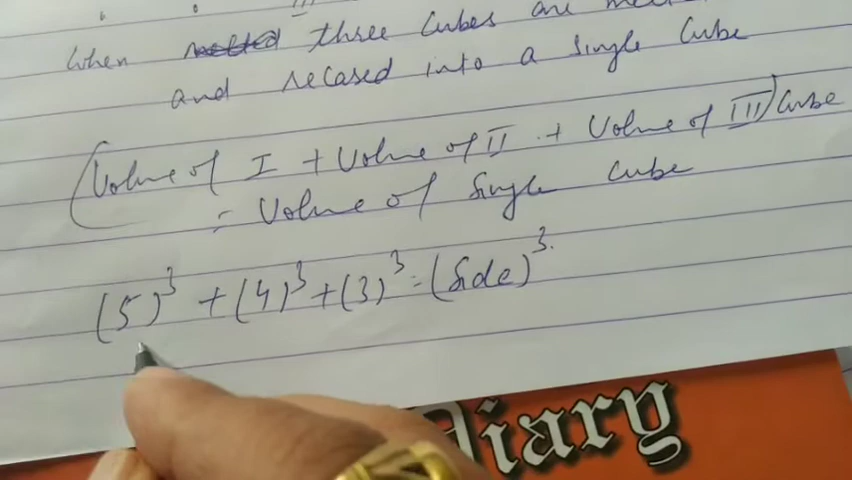 III
When melted three Cubes are
and recased into a Single Cube
(Volume of I + Volume of II + Volume of III) Cube
= Volume of Single Cube
(5)³ + (4)³ + (3)³ = (Side)³.
Diary